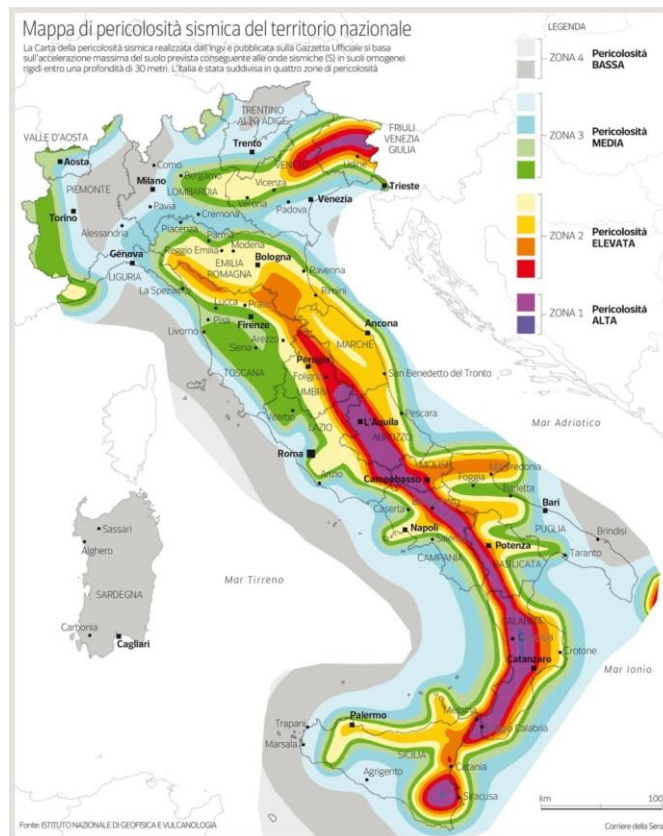 Mappa di pericolosità sismica del territorio nazionale
La Carta della pericolosità sismica realizzata dall'Ingv e pubblicata sulla Gazzetta Ufficiale si basa
sull'accelerazione massima del suolo prevista conseguente alle onde sismiche (S) in suoli omogenei
rigidi entro una profondità di 30 metri. L'Italia è stata suddivisa in quattro zone di pericolosità
LEGENDA
ZONA 4 Pericolosità
BASSA
ZONA 3 Pericolosità
MEDIA
ZONA 2 Pericolosità
ELEVATA
ZONA 1 Pericolosità
ALTA
TRENTINO
ALTO ADIGE
FRIULI
VENEZIA
GIULIA
VALLE D'AOSTA
Trento
Aosta
Como
VENETO
Udine
PIEMONTE
Milano
Bergamo
LOMBARDIA
Vicenza
Trieste
Torino
Pavia
Verona
Padova
Venezia
Cremona
Alessandria
Piacenza
Parma
Modena
Genova
Reggio Emilia
Bologna
LIGURIA
EMILIA
ROMAGNA
Ravenna
La Spezia
Rimini
Lucca
Prato
Pisa
Firenze
Ancona
Livorno
Arezzo
MARCHE
Siena
Perugia
TOSCANA
Foligno
San Benedetto del Tronto
UMBRIA
Viterbo
Pescara
Mar Adriatico
LAZIO
L'Aquila
ABRUZZO
Roma
MOLISE
Anzio
Campobasso
Manfredonia
Foggia
Barletta
Caserta
Bari
Napoli
PUGLIA
Brindisi
Sassari
Potenza
Alghero
CAMPANIA
BASILICATA
Taranto
Mar Tirreno
SARDEGNA
CALABRIA
Carbonia
Cosenza
Crotone
Cagliari
Catanzaro
Mar Ionio
Messina
Palermo
Trapani
Reggio Calabria
Marsala
SICILIA
Catania
Agrigento
Siracusa
km 100
Fonte: ISTITUTO NAZIONALE DI GEOFISICA E VULCANOLOGIA
Corriere della Sera